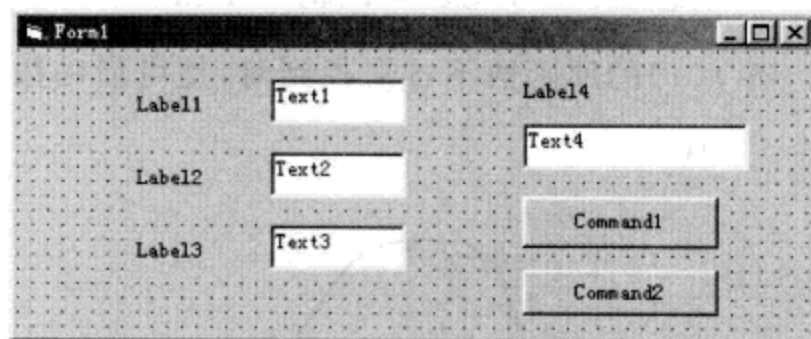 Form1
Label1
Text1
Label2
Text2
Label3
Text3
Label4
Text4
Command1
Command2